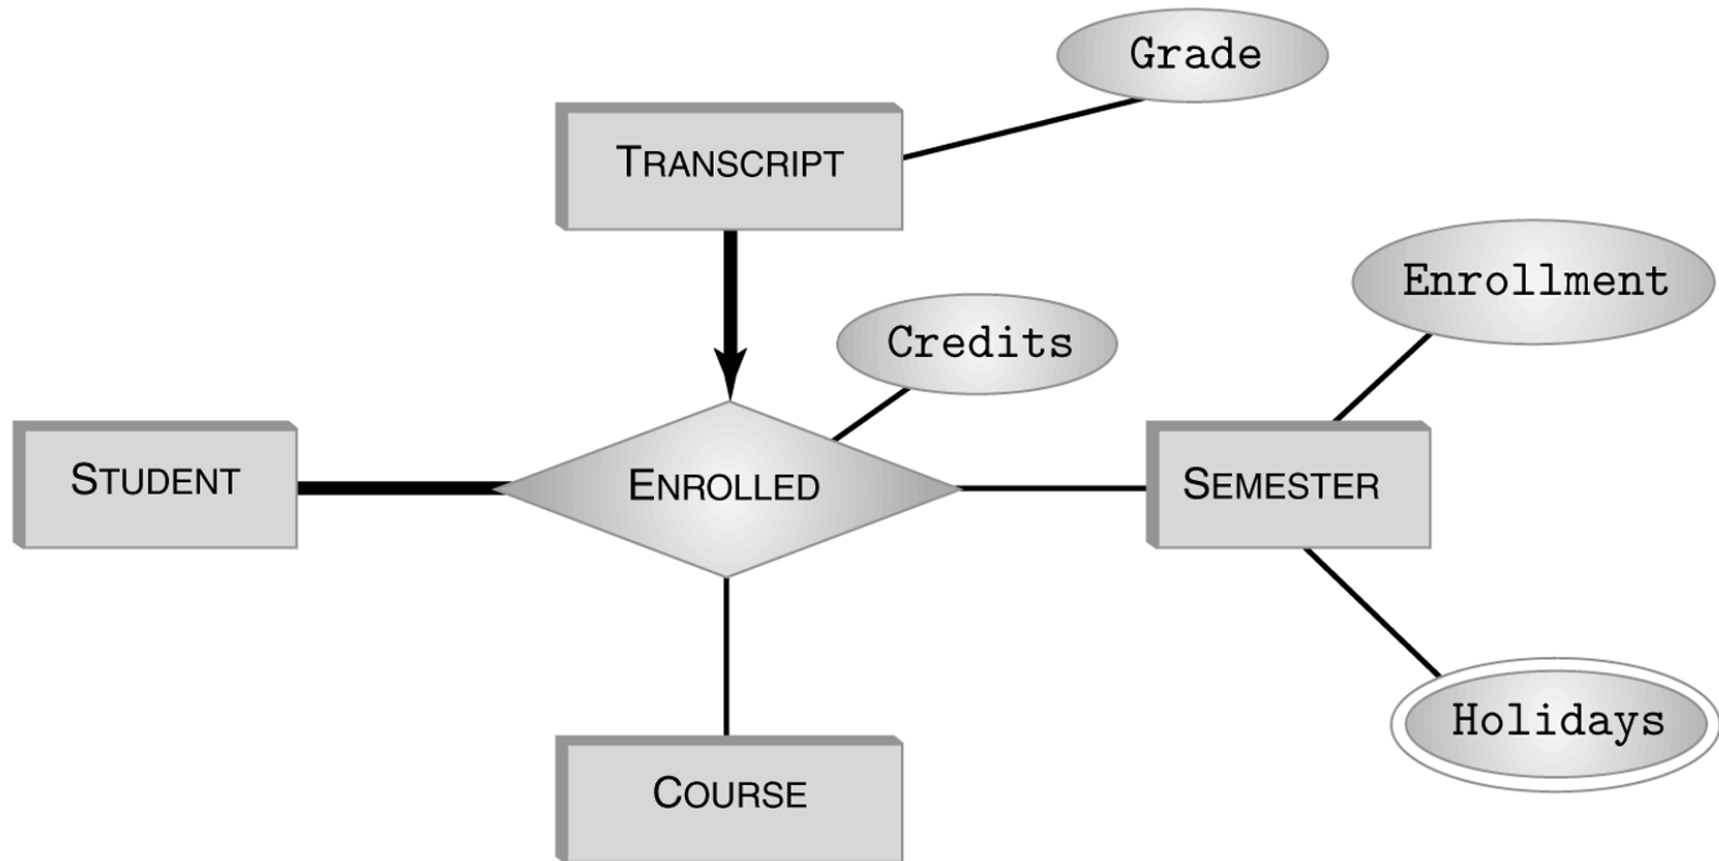 Grade
TRANSCRIPT
Enrollment
Credits
STUDENT
ENROLLED
SEMESTER
Holidays
COURSE